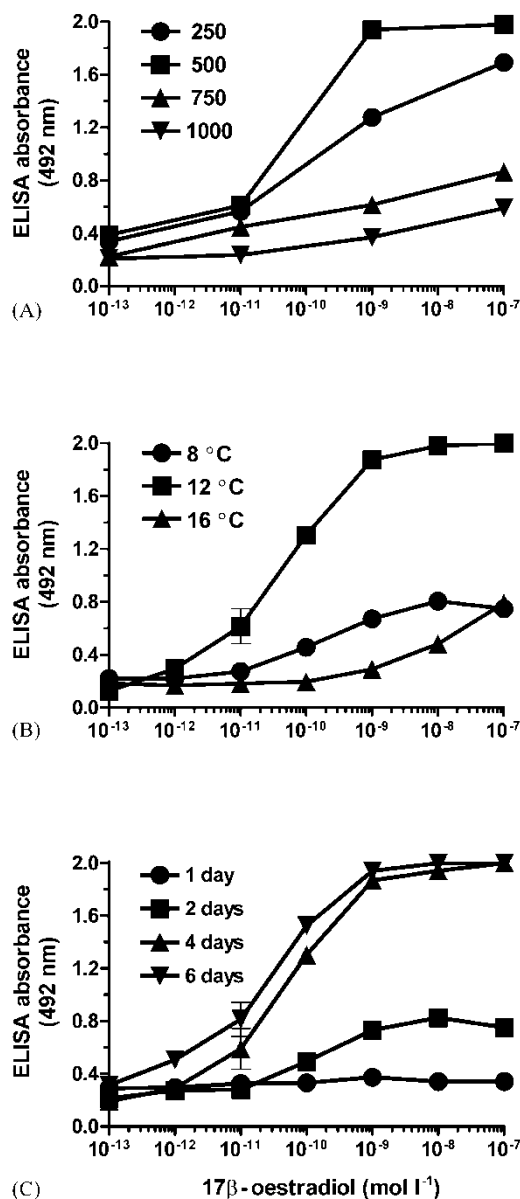 2.0
250
500
750
1000
1.6
1.2
0.8
0.4
0.0
ELISA absorbance
(492 nm)
10-13 10-12 10-11 10-10 10-9 10-8 10-7
(A)
2.0
8 °C
12 °C
16 °C
1.6
1.2
0.8
0.4
0.0
ELISA absorbance
(492 nm)
10-13 10-12 10-11 10-10 10-9 10-8 10-7
(B)
2.0
1 day
2 days
4 days
6 days
1.6
1.2
0.8
0.4
0.0
ELISA absorbance
(492 nm)
10-13 10-12 10-11 10-10 10-9 10-8 10-7
(C)
17β-oestradiol (mol l-1)